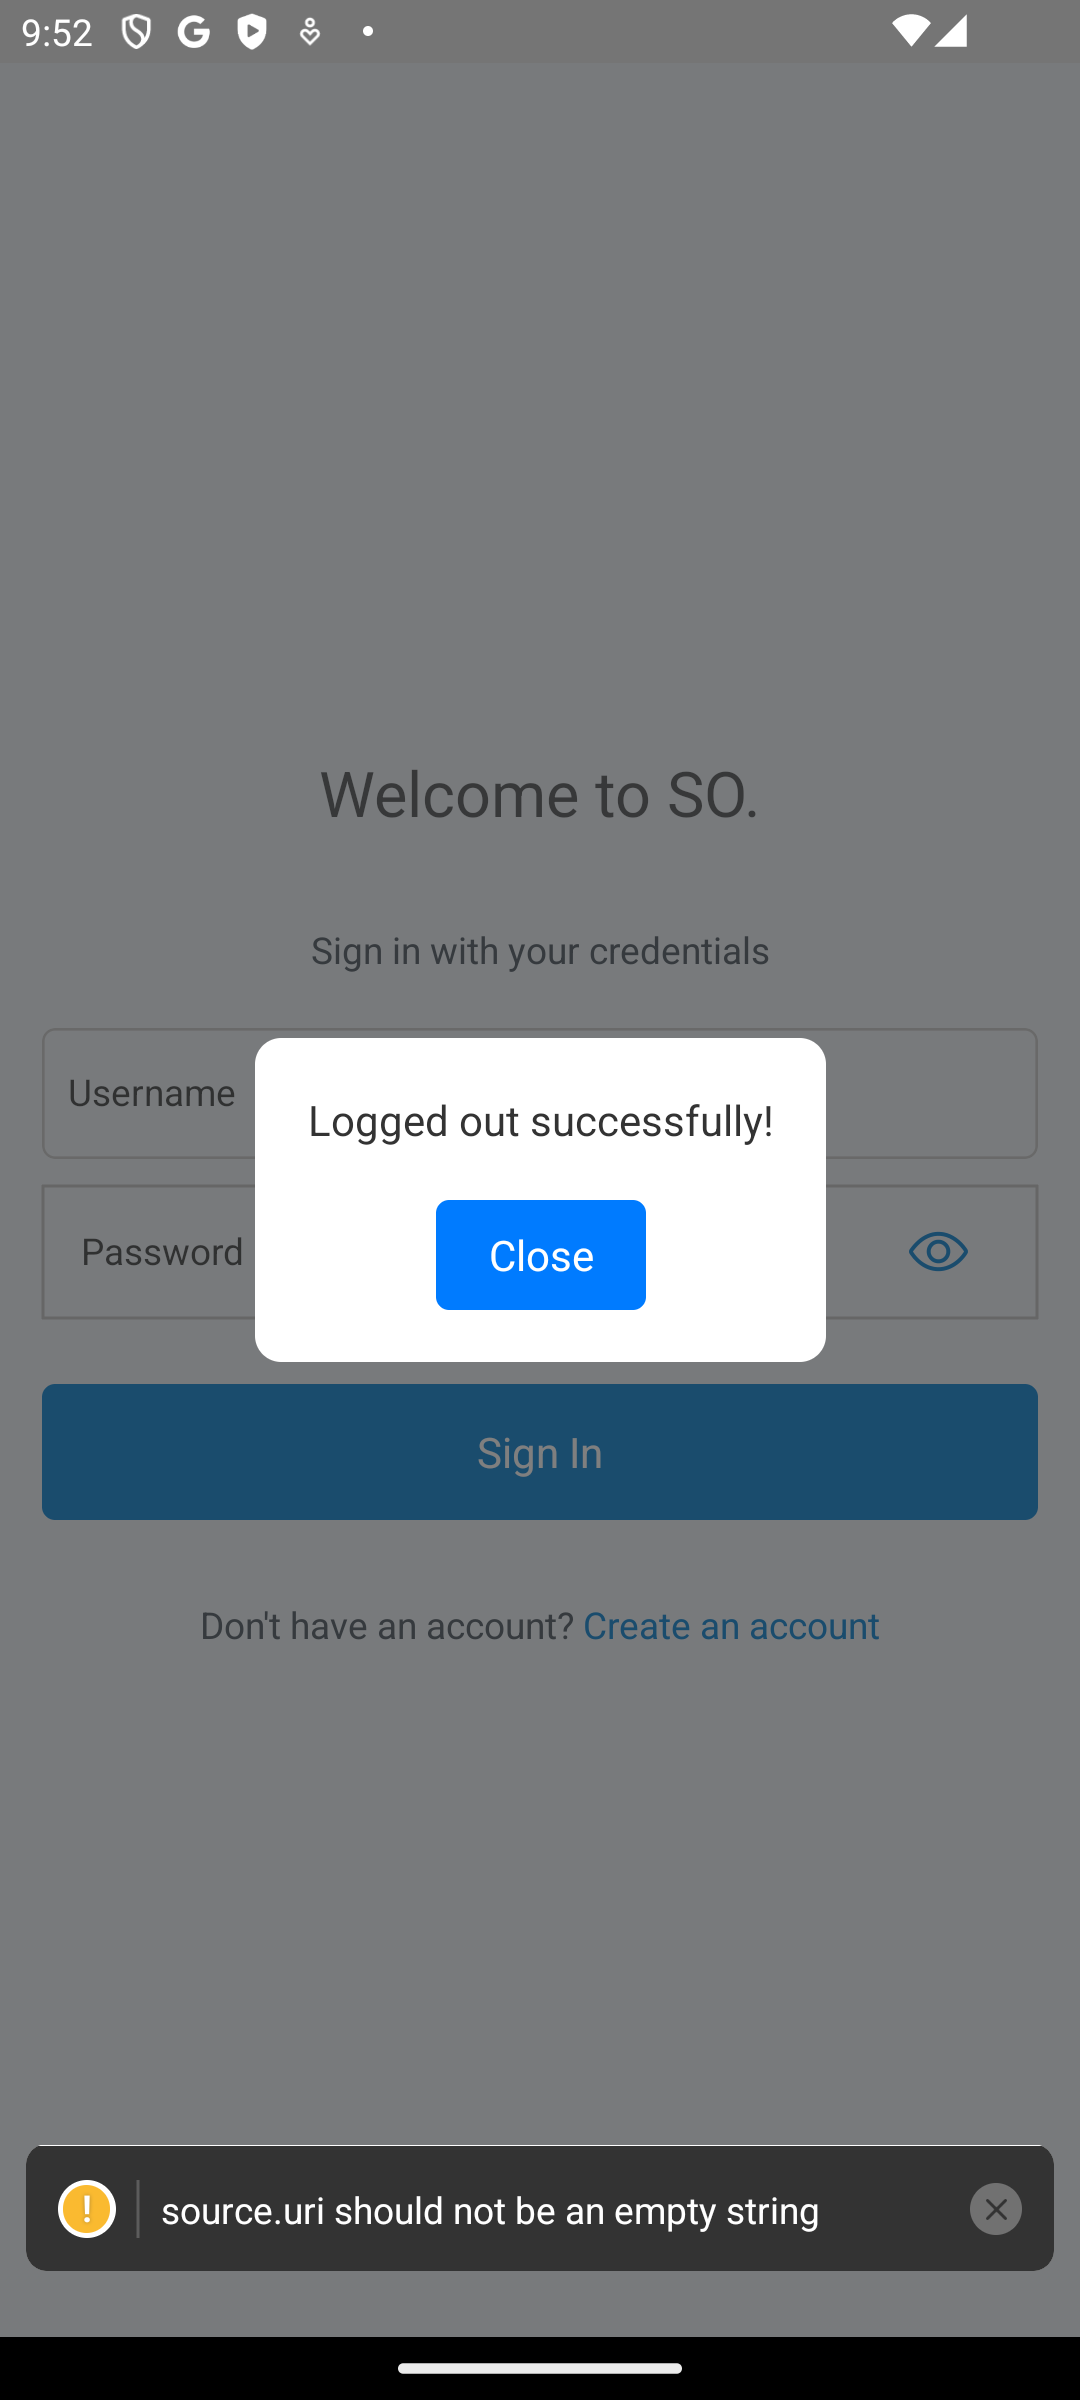 9:52
Welcome to SO.
Sign in with your credentials
Username
Logged out successfully!
Close
Password
Sign In
Don't have an account? Create an account
source.uri should not be an empty string